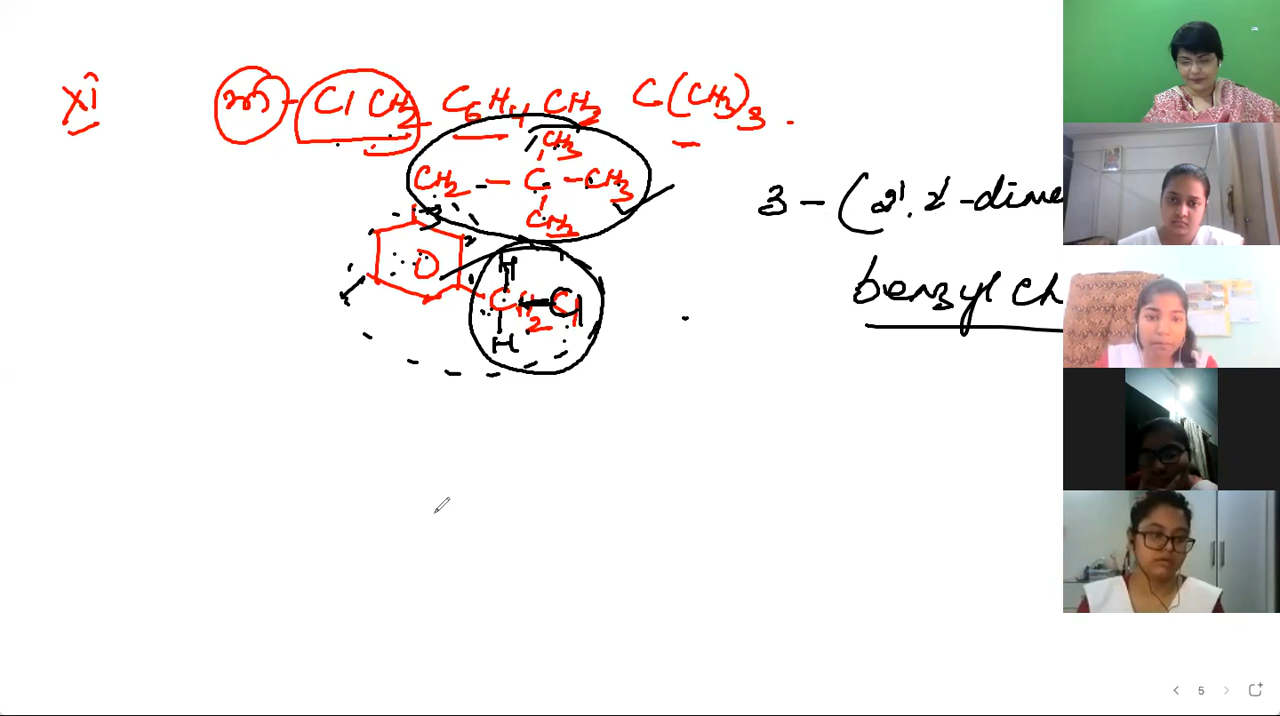 xi m - ClCH2 C6H4 CH2 C(CH3)3 .
CH3
CH2 - C - CH3
CH3
3 - (2', 2' - dime
H
CH2 - Cl
H
benzyl Ch
5